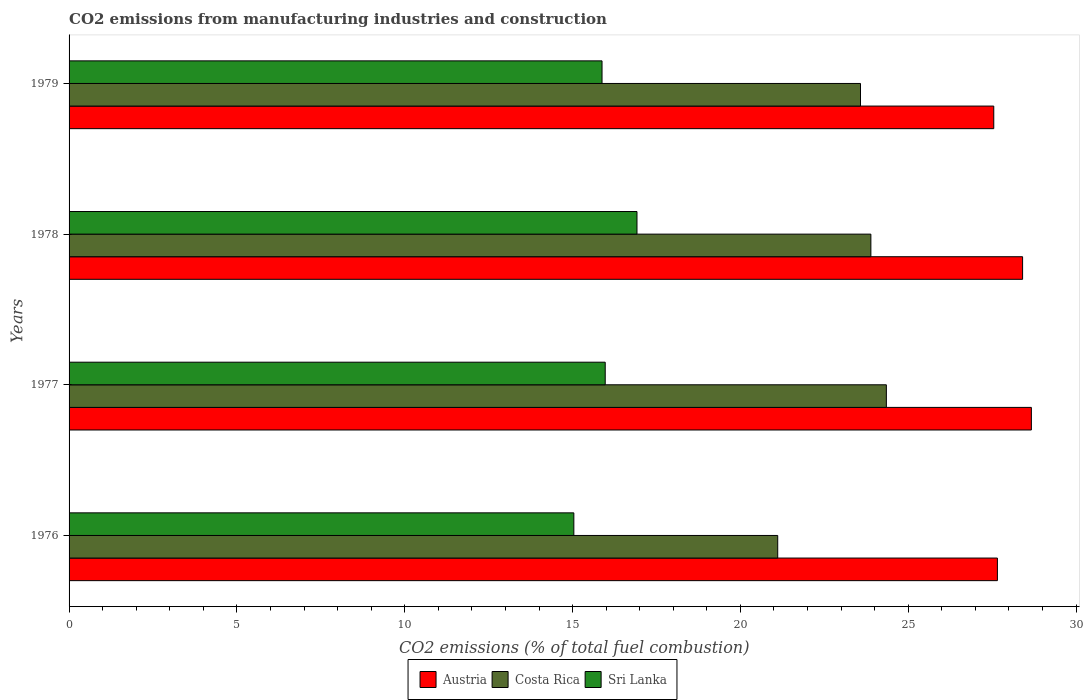 CO2 emissions from manufacturing industries and construction
1979
1978
1977
1976
Years
0 5 10 15 20 25 30
CO2 emissions (% of total fuel combustion)
Austria Costa Rica Sri Lanka